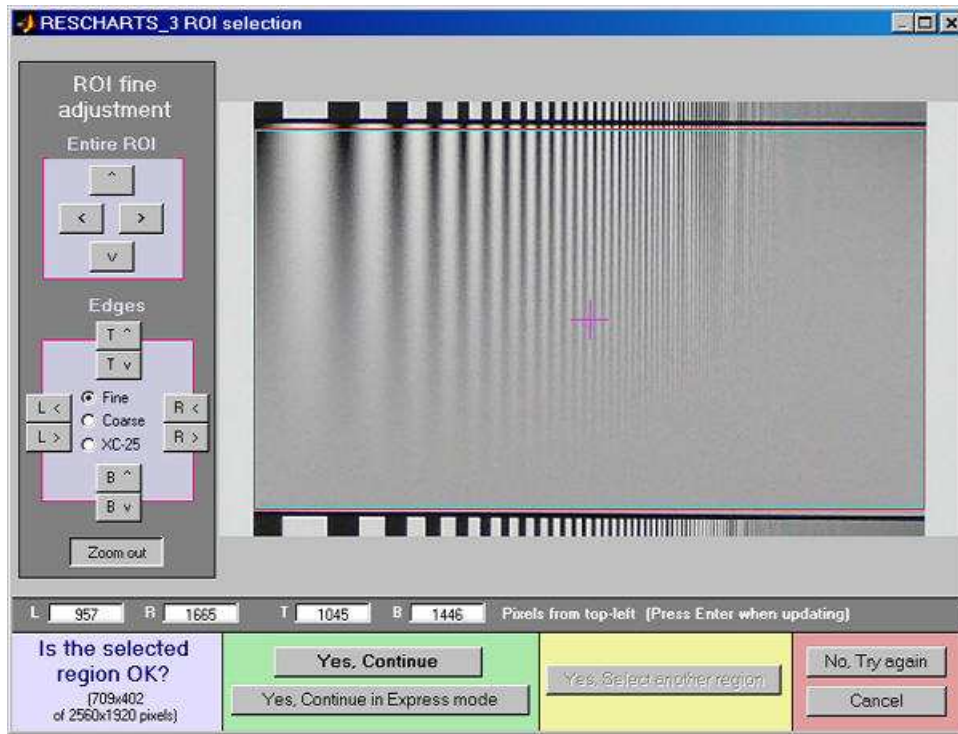 RESCHARTS_3 ROI selection
ROI fine
adjustment
Entire ROI
^
< >
v
Edges
T ^
T v
Fine
L < R <
Coarse
L > R >
XC-25
B ^
B v
Zoom out
L 957 R 1665 T 1045 B 1446 Pixels from top-left (Press Enter when updating)
Is the selected
region OK?
(709x402
of 2560x1920 pixels)
Yes, Continue
Yes, Continue in Express mode
Yes, Select another region
No, Try again
Cancel